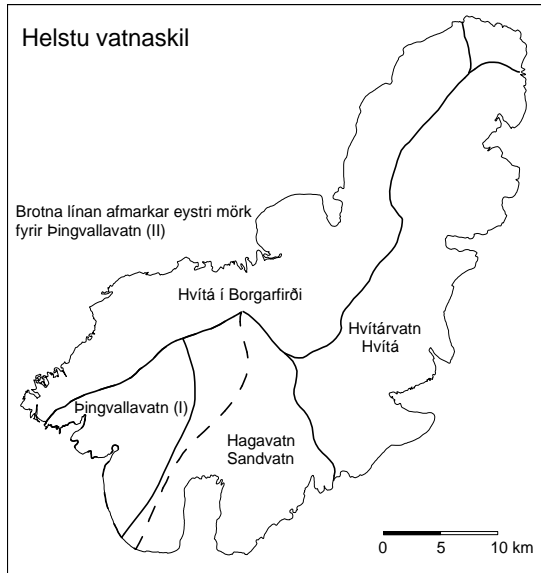 Helstu vatnaskil
Brotna línan afmarkar eystri mörk
fyrir Þingvallavatn (II)
Hvítá í Borgarfirði
Hvítárvatn
Hvítá
Þingvallavatn (I)
Hagavatn
Sandvatn
0 5 10 km